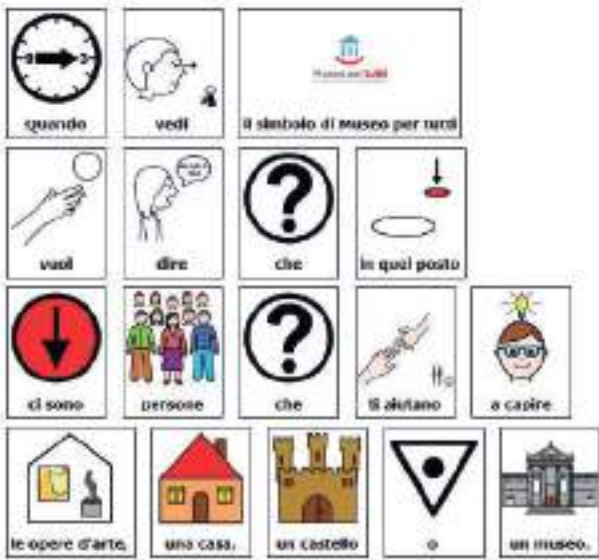 quando vedi il simbolo di Museo per tutti
vuol dire che in quel posto
ci sono persone che ti aiutano a capire
le opere d'arte, una casa, un castello o un museo.